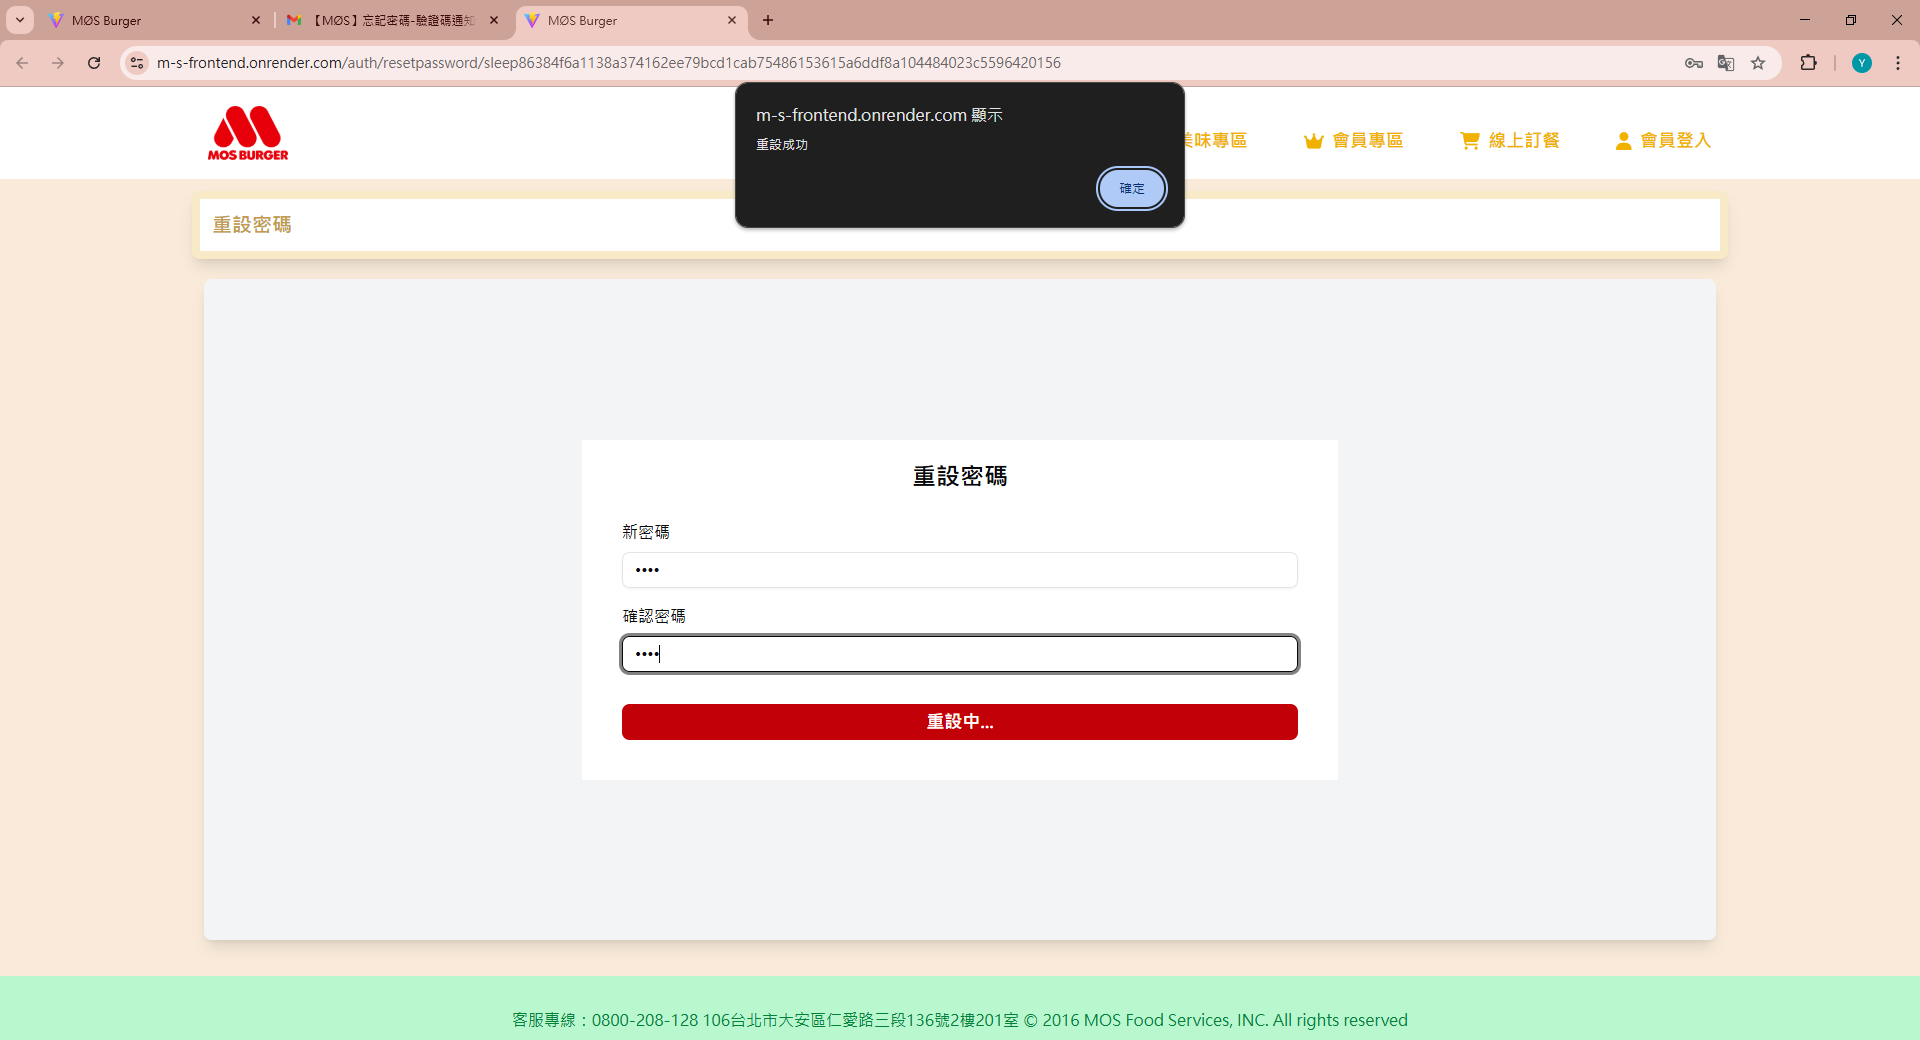 MØS Burger
【MØS】忘記密碼-驗證碼通知
MØS Burger
m-s-frontend.onrender.com/auth/resetpassword/sleep86384f6a1138a374162ee79bcd1cab75486153615a6ddf8a104484023c5596420156
Y
m-s-frontend.onrender.com 顯示
重設成功
確定
MOS BURGER
美味專區
會員專區
線上訂餐
會員登入
重設密碼
重設密碼
新密碼
確認密碼
重設中...
客服專線：0800-208-128 106台北市大安區仁愛路三段136號2樓201室 © 2016 MOS Food Services, INC. All rights reserved